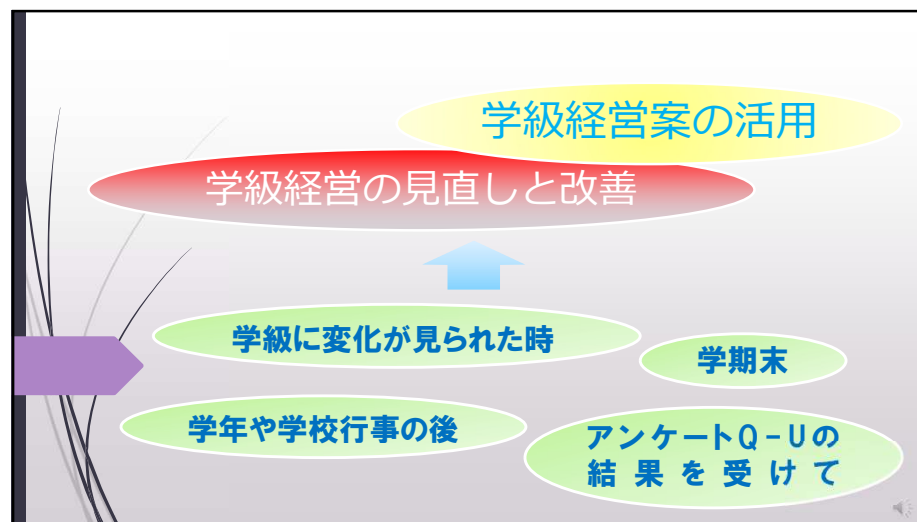 学級経営案の活用
学級経営の見直しと改善
学級に変化が見られた時
学期末
学年や学校行事の後
アンケートQ-Uの
結果を受けて